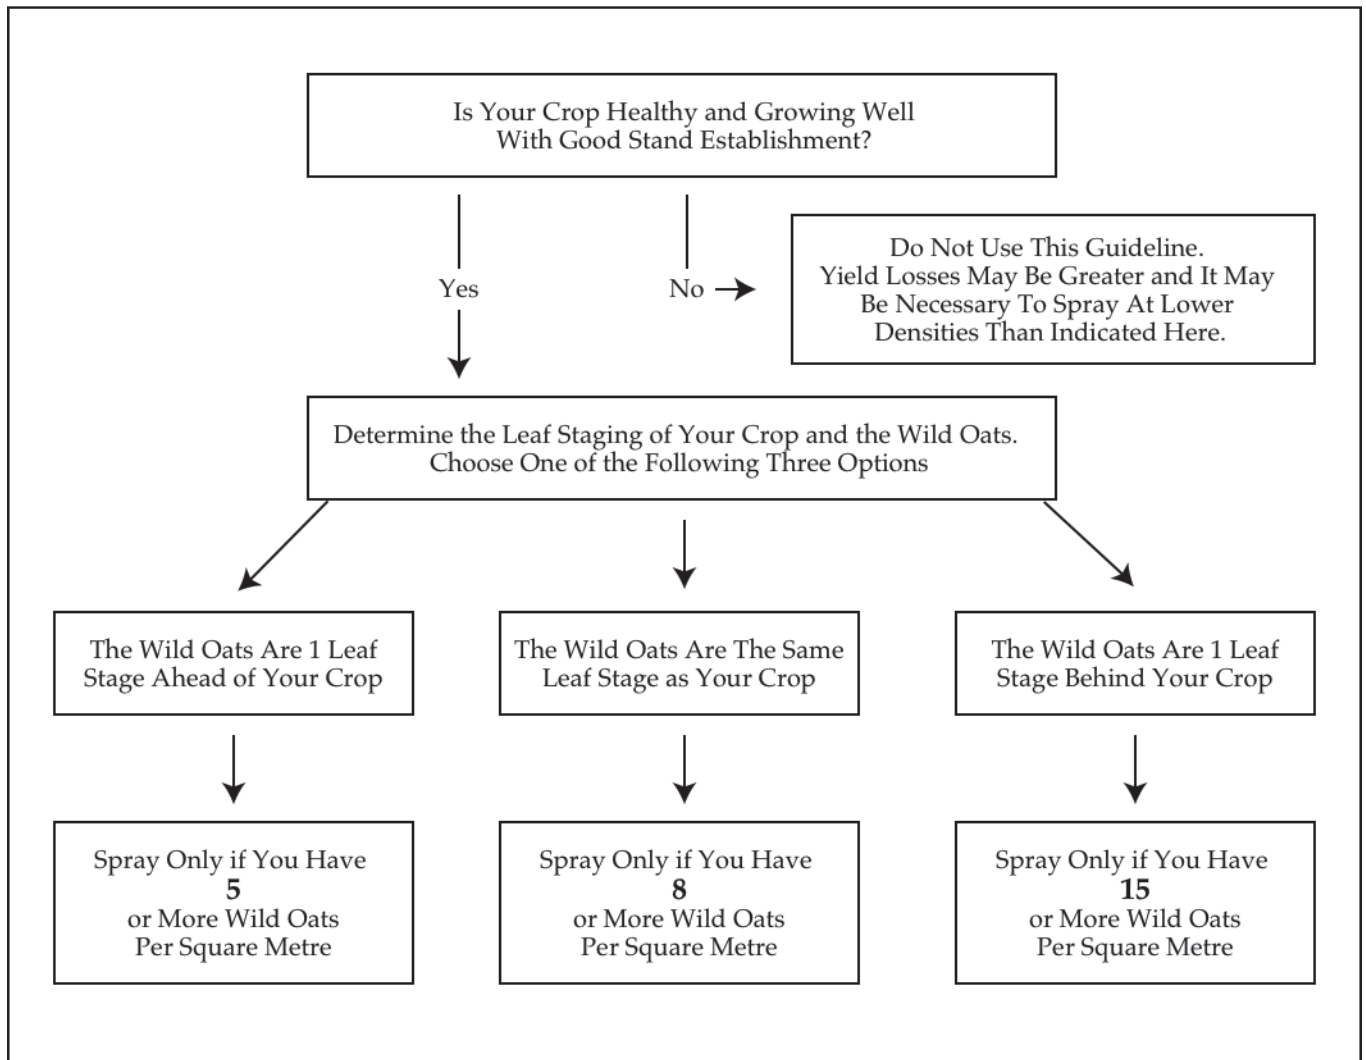 Is Your Crop Healthy and Growing Well
With Good Stand Establishment?
Yes
No
Do Not Use This Guideline.
Yield Losses May Be Greater and It May
Be Necessary To Spray At Lower
Densities Than Indicated Here.
Determine the Leaf Staging of Your Crop and the Wild Oats.
Choose One of the Following Three Options
The Wild Oats Are 1 Leaf
Stage Ahead of Your Crop
The Wild Oats Are The Same
Leaf Stage as Your Crop
The Wild Oats Are 1 Leaf
Stage Behind Your Crop
Spray Only if You Have
5
or More Wild Oats
Per Square Metre
Spray Only if You Have
8
or More Wild Oats
Per Square Metre
Spray Only if You Have
15
or More Wild Oats
Per Square Metre